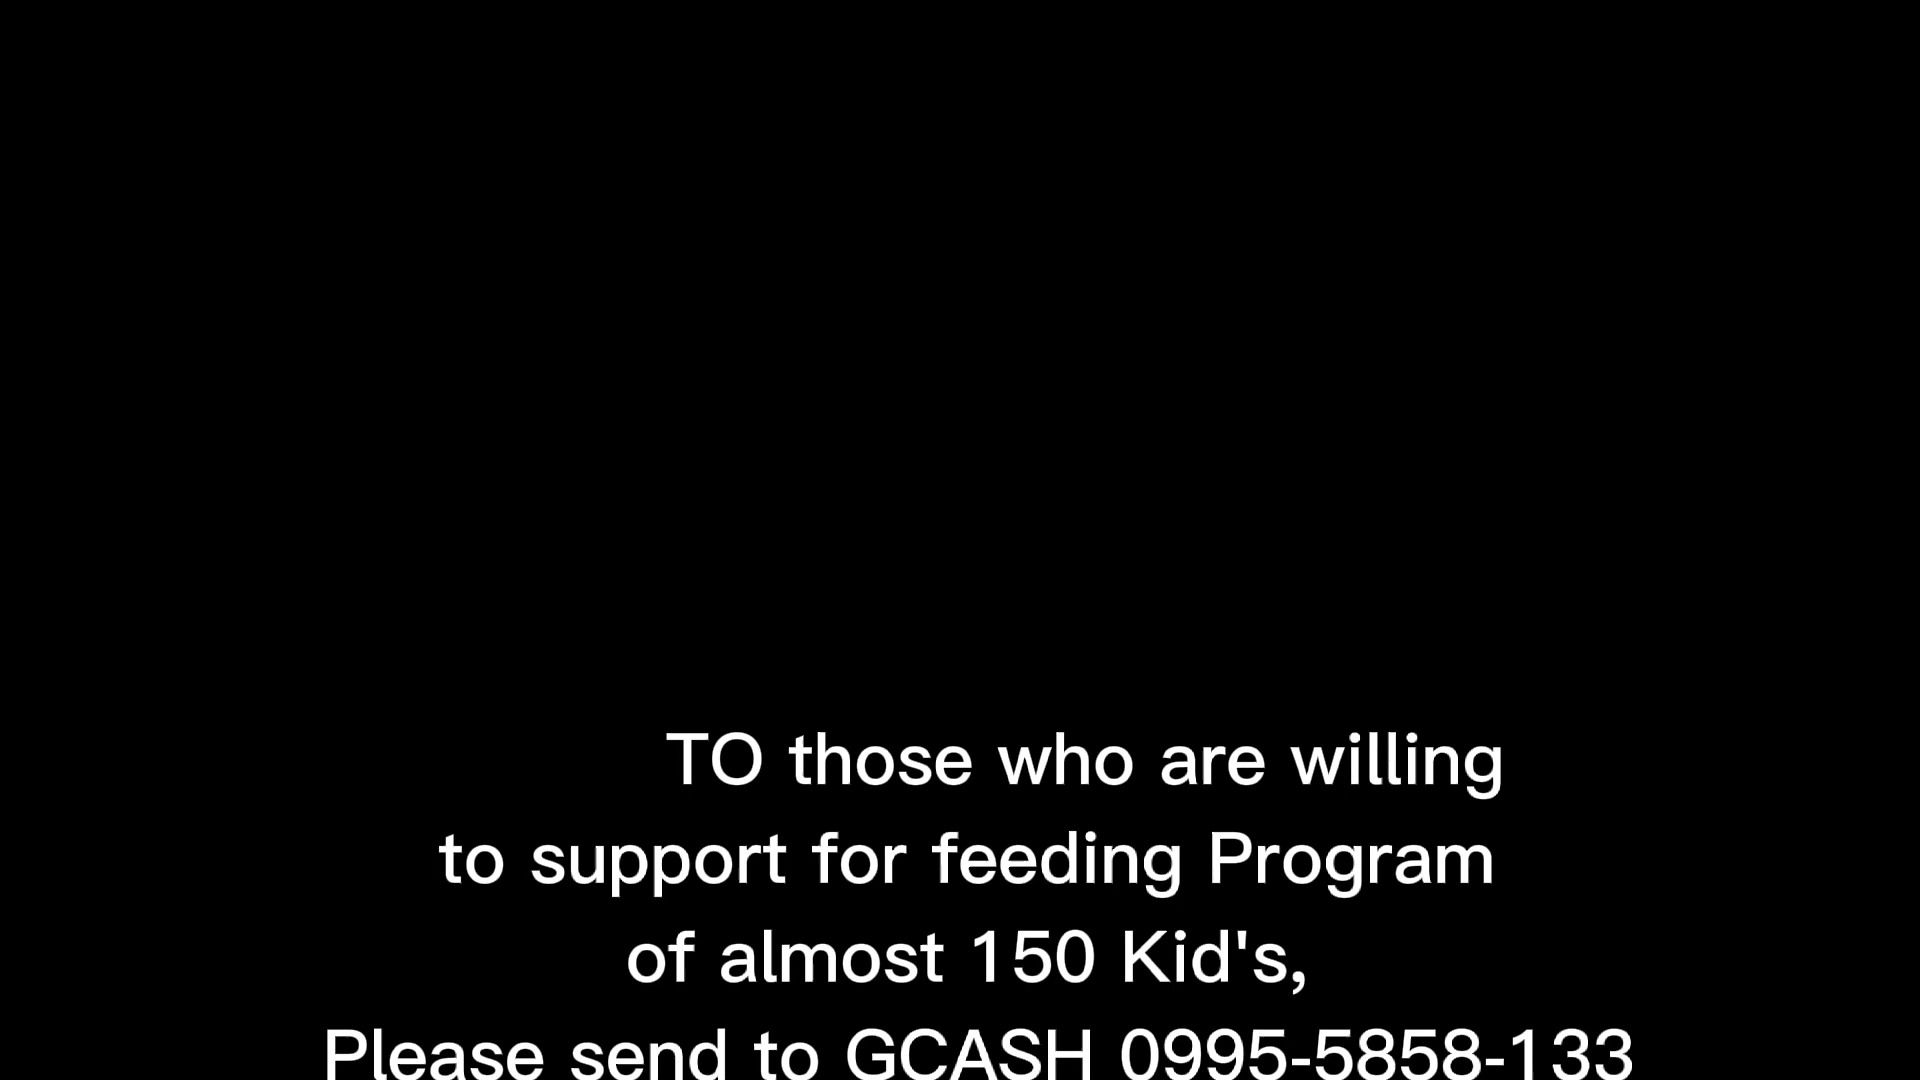 TO those who are willing
to support for feeding Program
of almost 150 Kid's,
Please send to GCASH 0995-5858-133